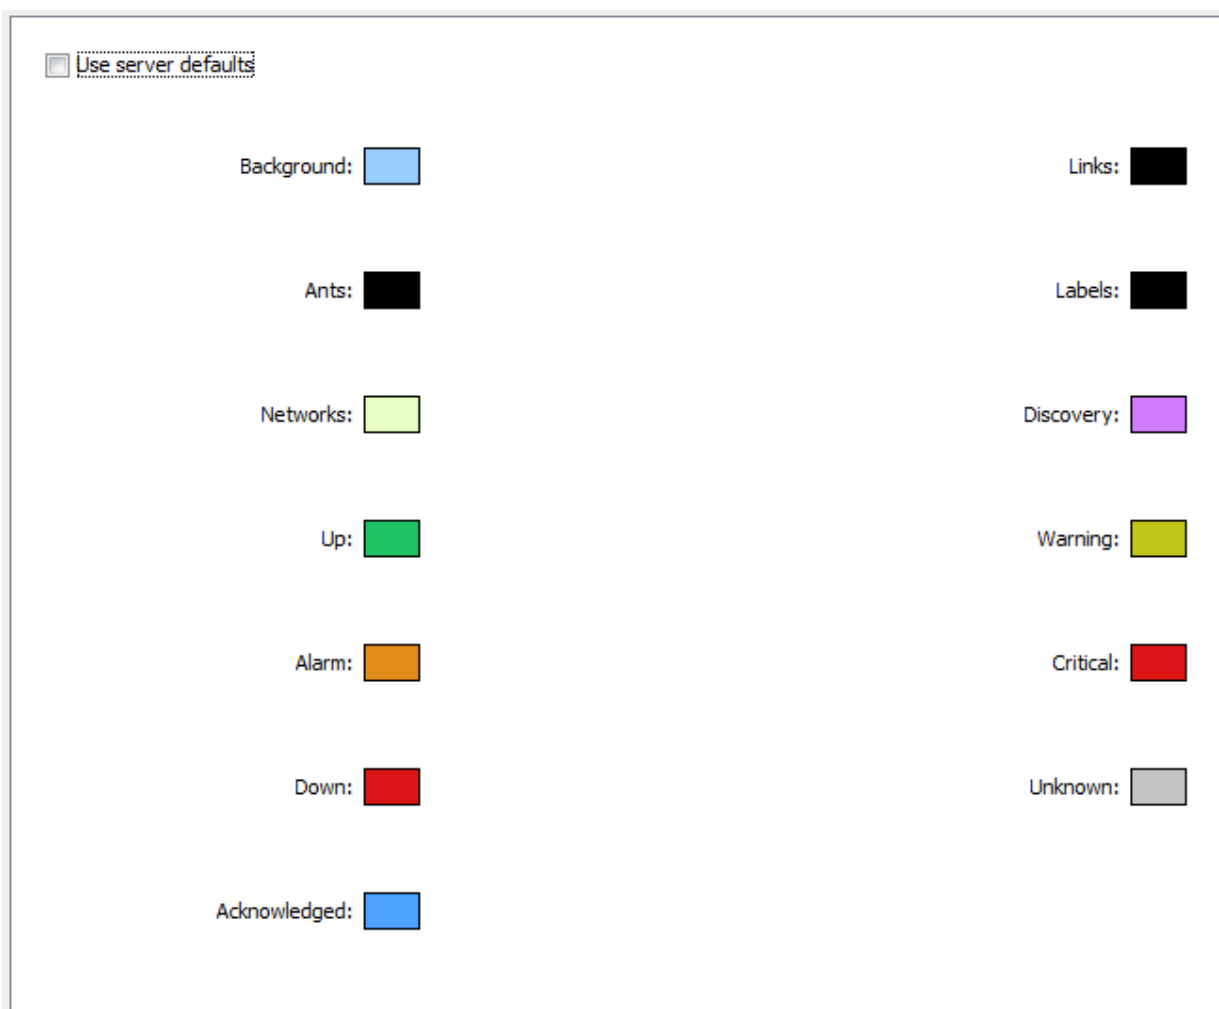 Use server defaults
Background:
Links:
Ants:
Labels:
Networks:
Discovery:
Up:
Warning:
Alarm:
Critical:
Down:
Unknown:
Acknowledged: